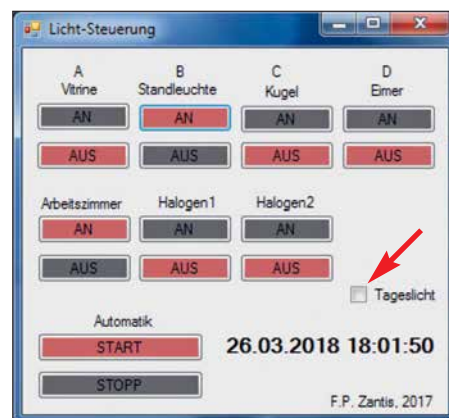 Licht-Steuerung
A B C D
Vitrine Standleuchte Kugel Eimer
AN AN AN AN
AUS AUS AUS AUS
Arbeitszimmer Halogen1 Halogen2
AN AN AN
AUS AUS AUS
Tageslicht
Automatik
START
26.03.2018 18:01:50
STOPP
F.P. Zantis, 2017